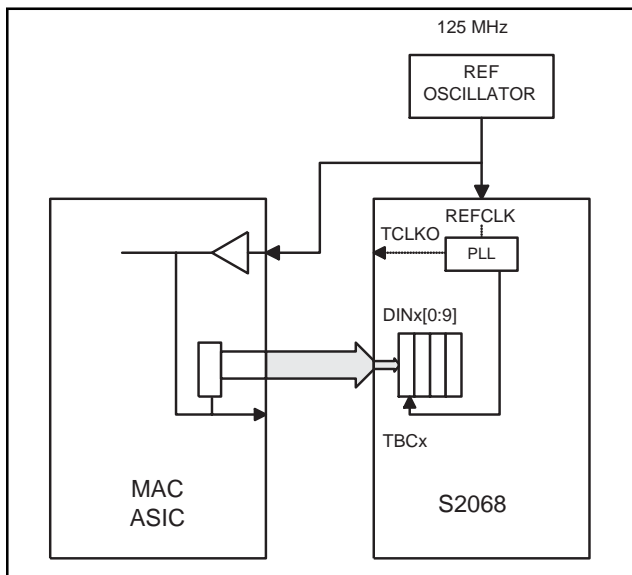 125 MHz
REF
OSCILLATOR
REFCLK
TCLKO
PLL
DINx[0:9]
TBCx
MAC
ASIC
S2068